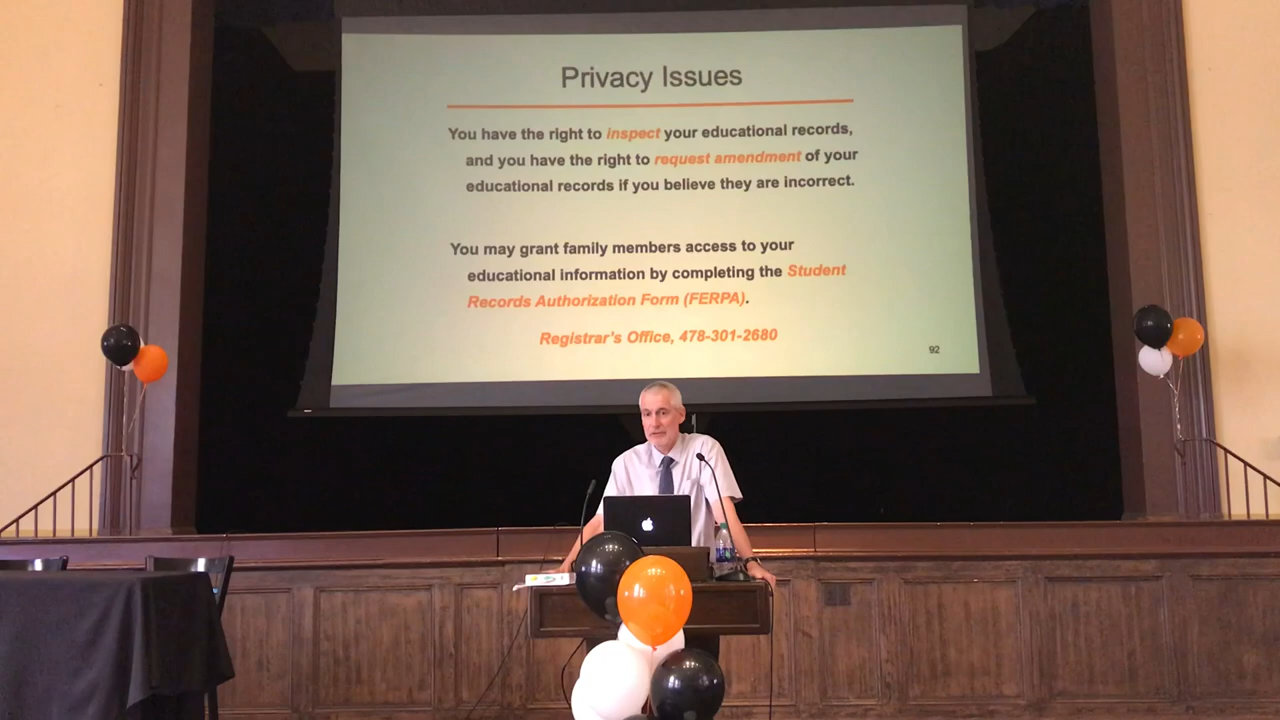 Privacy Issues
You have the right to inspect your educational records,
and you have the right to request amendment of your
educational records if you believe they are incorrect.
You may grant family members access to your
educational information by completing the Student
Records Authorization Form (FERPA).
Registrar's Office, 478-301-2680
92